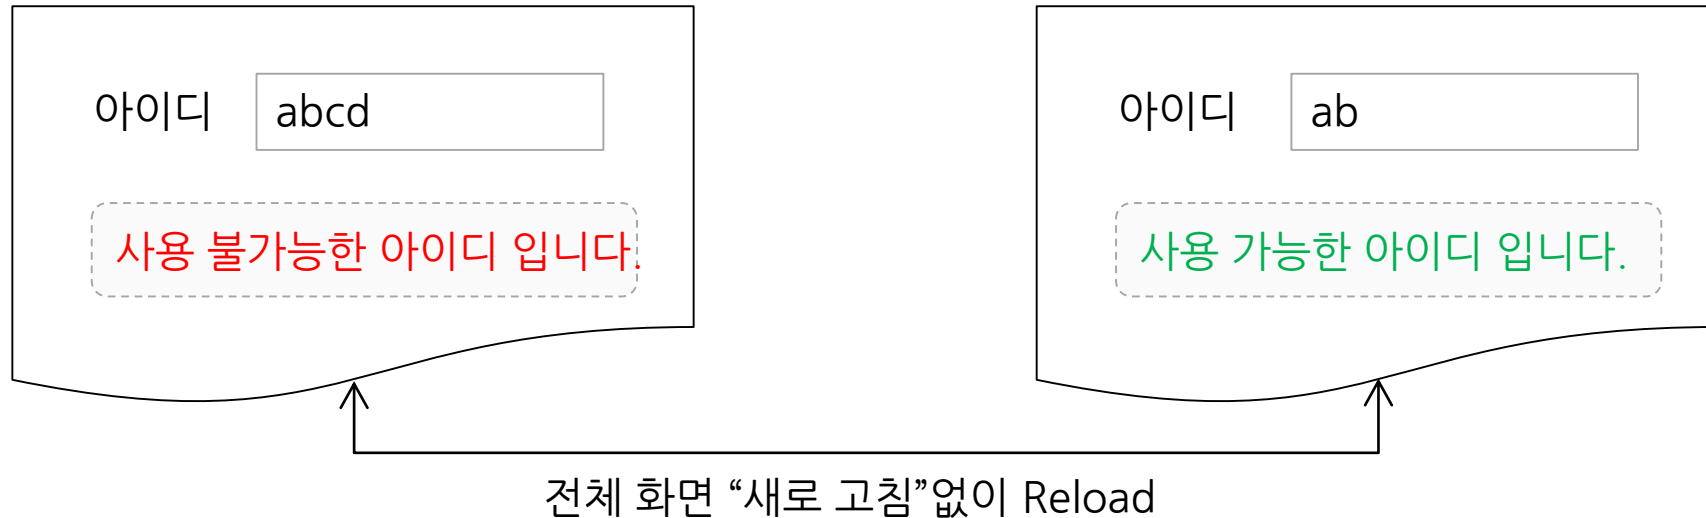 아이디 abcd
아이디 ab
사용 불가능한 아이디 입니다.
사용 가능한 아이디 입니다.
전체 화면 “새로 고침”없이 Reload